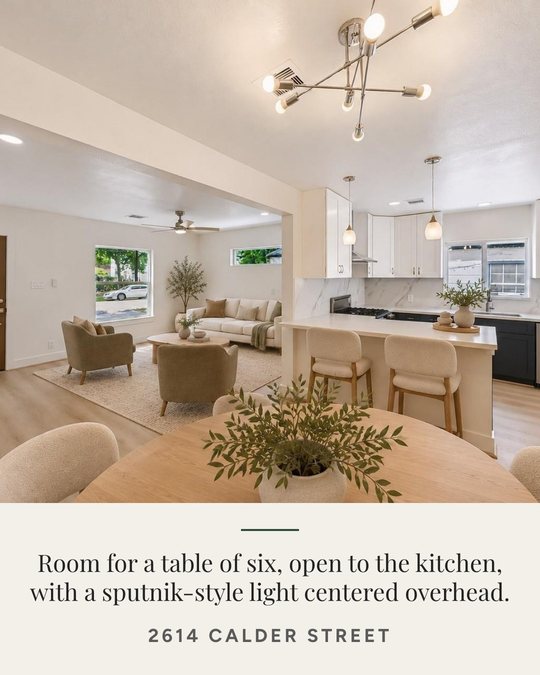 Room for a table of six, open to the kitchen,
with a sputnik-style light centered overhead.
2614 CALDER STREET